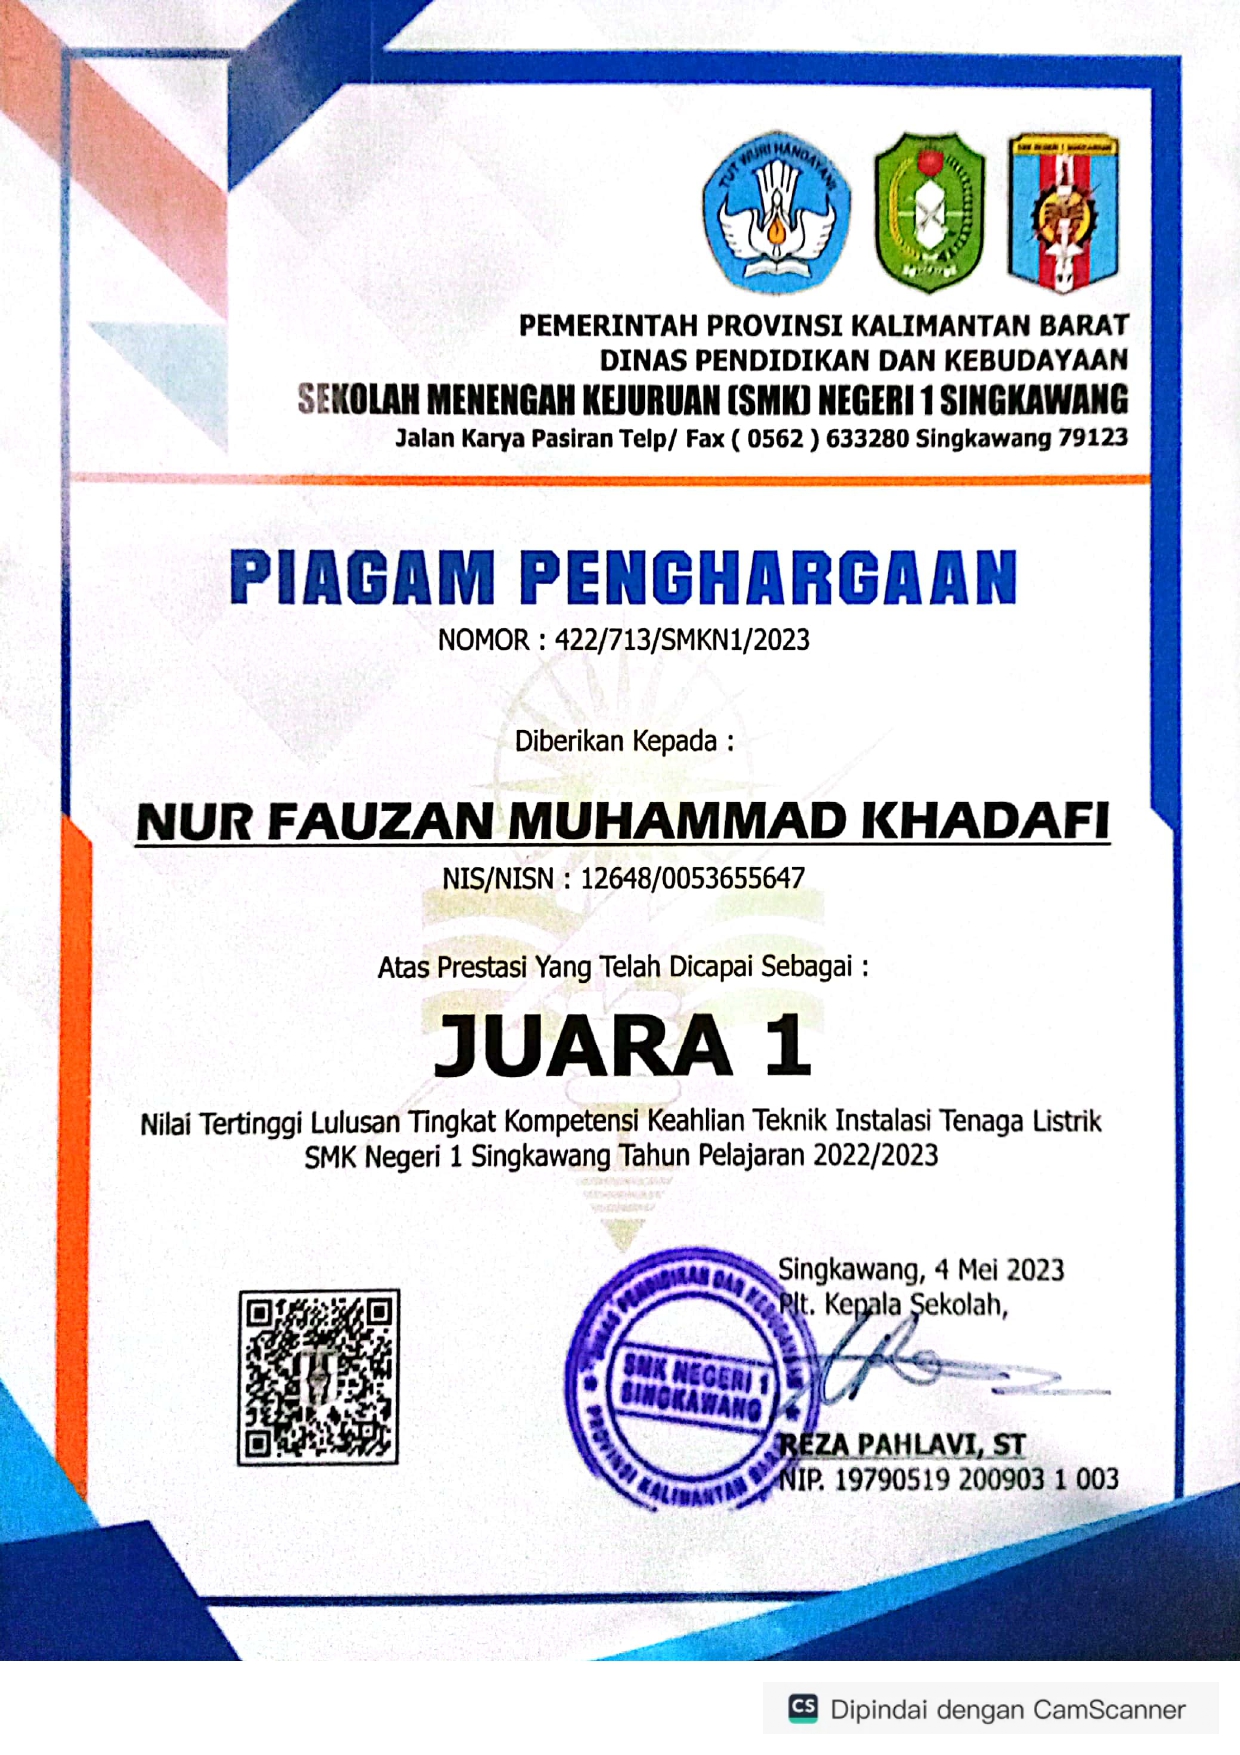 TUT WURI HANDAYANI
SMK NEGERI 1 SINGKAWANG
PEMERINTAH PROVINSI KALIMANTAN BARAT
DINAS PENDIDIKAN DAN KEBUDAYAAN
SEKOLAH MENENGAH KEJURUAN (SMK) NEGERI 1 SINGKAWANG
Jalan Karya Pasiran Telp/ Fax ( 0562 ) 633280 Singkawang 79123
PIAGAM PENGHARGAAN
NOMOR : 422/713/SMKN1/2023
Diberikan Kepada :
NUR FAUZAN MUHAMMAD KHADAFI
NIS/NISN : 12648/0053655647
Atas Prestasi Yang Telah Dicapai Sebagai :
JUARA 1
Nilai Tertinggi Lulusan Tingkat Kompetensi Keahlian Teknik Instalasi Tenaga Listrik
SMK Negeri 1 Singkawang Tahun Pelajaran 2022/2023
Singkawang, 4 Mei 2023
Plt. Kepala Sekolah,
DINAS PENDIDIKAN DAN KEBUDAYAAN
SMK NEGERI 1
SINGKAWANG
PROVINSI KALIMANTAN
REZA PAHLAVI, ST
NIP. 19790519 200903 1 003
CS Dipindai dengan CamScanner